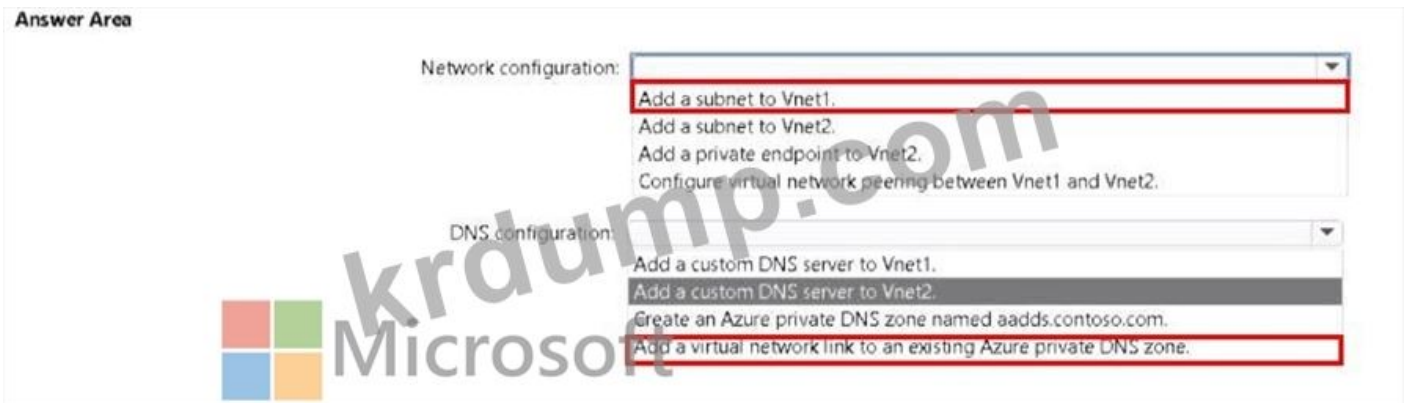 Answer Area
Network configuration:
Add a subnet to Vnet1.
Add a subnet to Vnet2.
Add a private endpoint to Vnet2.
Configure virtual network peering between Vnet1 and Vnet2.
DNS configuration:
Add a custom DNS server to Vnet1.
Add a custom DNS server to Vnet2.
Create an Azure private DNS zone named aadds.contoso.com.
Add a virtual network link to an existing Azure private DNS zone.
krdump.com
Microsoft